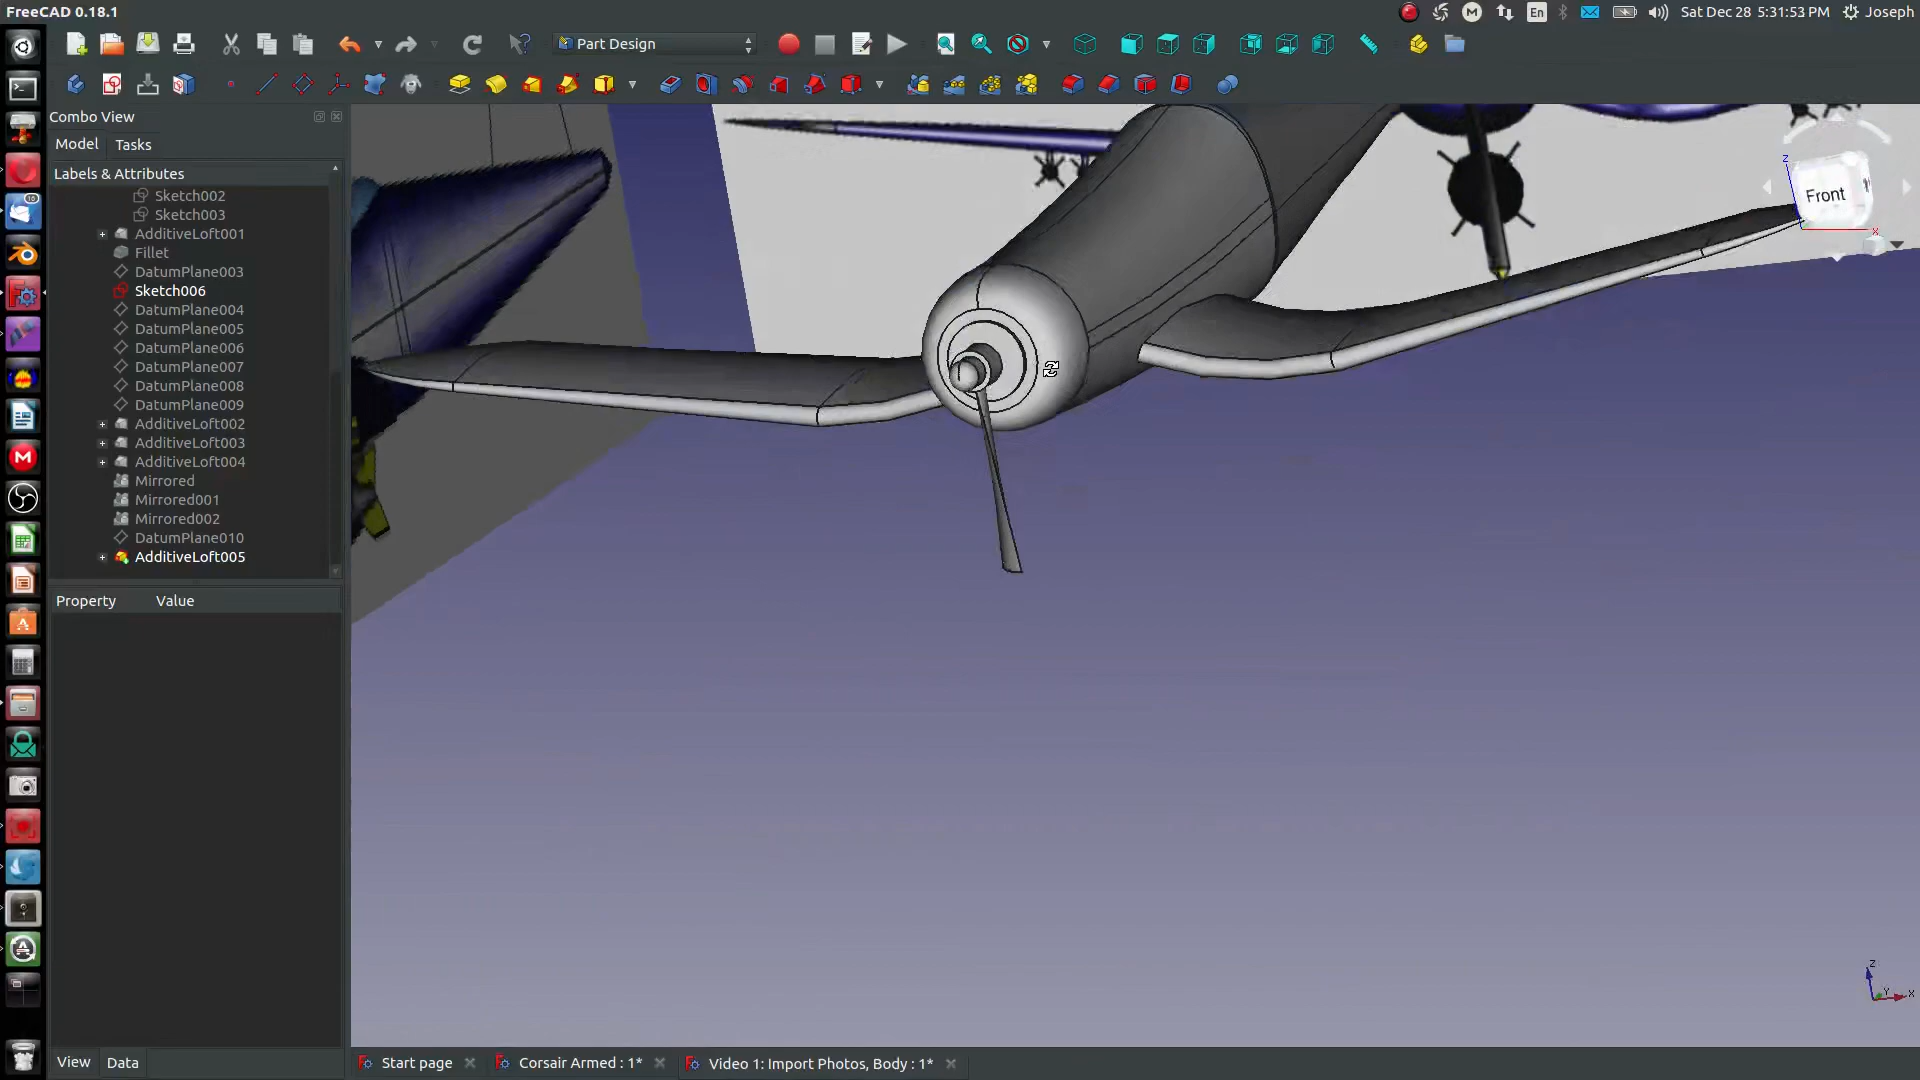 FreeCAD 0.18.1
En
Sat Dec 28 5:31:53 PM
Joseph
Part Design
Combo View
Model
Tasks
Labels & Attributes
Sketch002
Sketch003
AdditiveLoft001
Fillet
DatumPlane003
Sketch006
DatumPlane004
DatumPlane005
DatumPlane006
DatumPlane007
DatumPlane008
DatumPlane009
AdditiveLoft002
AdditiveLoft003
AdditiveLoft004
Mirrored
Mirrored001
Mirrored002
DatumPlane010
AdditiveLoft005
Property
Value
Front
z
x
Z
Y
X
View
Data
Start page
Corsair Armed : 1*
Video 1: Import Photos, Body : 1*